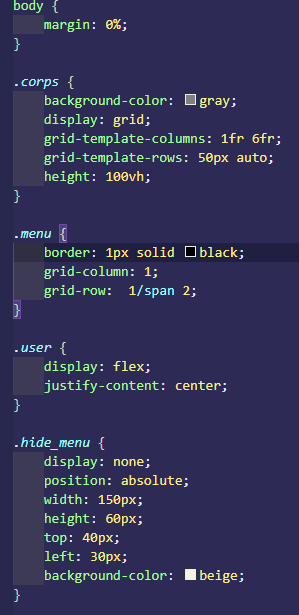 body {
    margin: 0%;
}

.corps {
    background-color: gray;
    display: grid;
    grid-template-columns: 1fr 6fr;
    grid-template-rows: 50px auto;
    height: 100vh;
}

.menu {
    border: 1px solid black;
    grid-column: 1;
    grid-row:  1/span 2;
}

.user {
    display: flex;
    justify-content: center;
}

.hide_menu {
    display: none;
    position: absolute;
    width: 150px;
    height: 60px;
    top: 40px;
    left: 30px;
    background-color: beige;
}